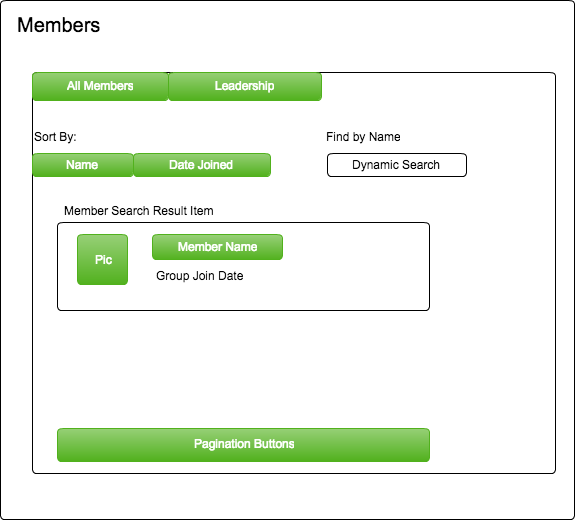 Members
All Members
Leadership
Sort By:
Find by Name
Name
Date Joined
Dynamic Search
Member Search Result Item
Pic
Member Name
Group Join Date
Pagination Buttons